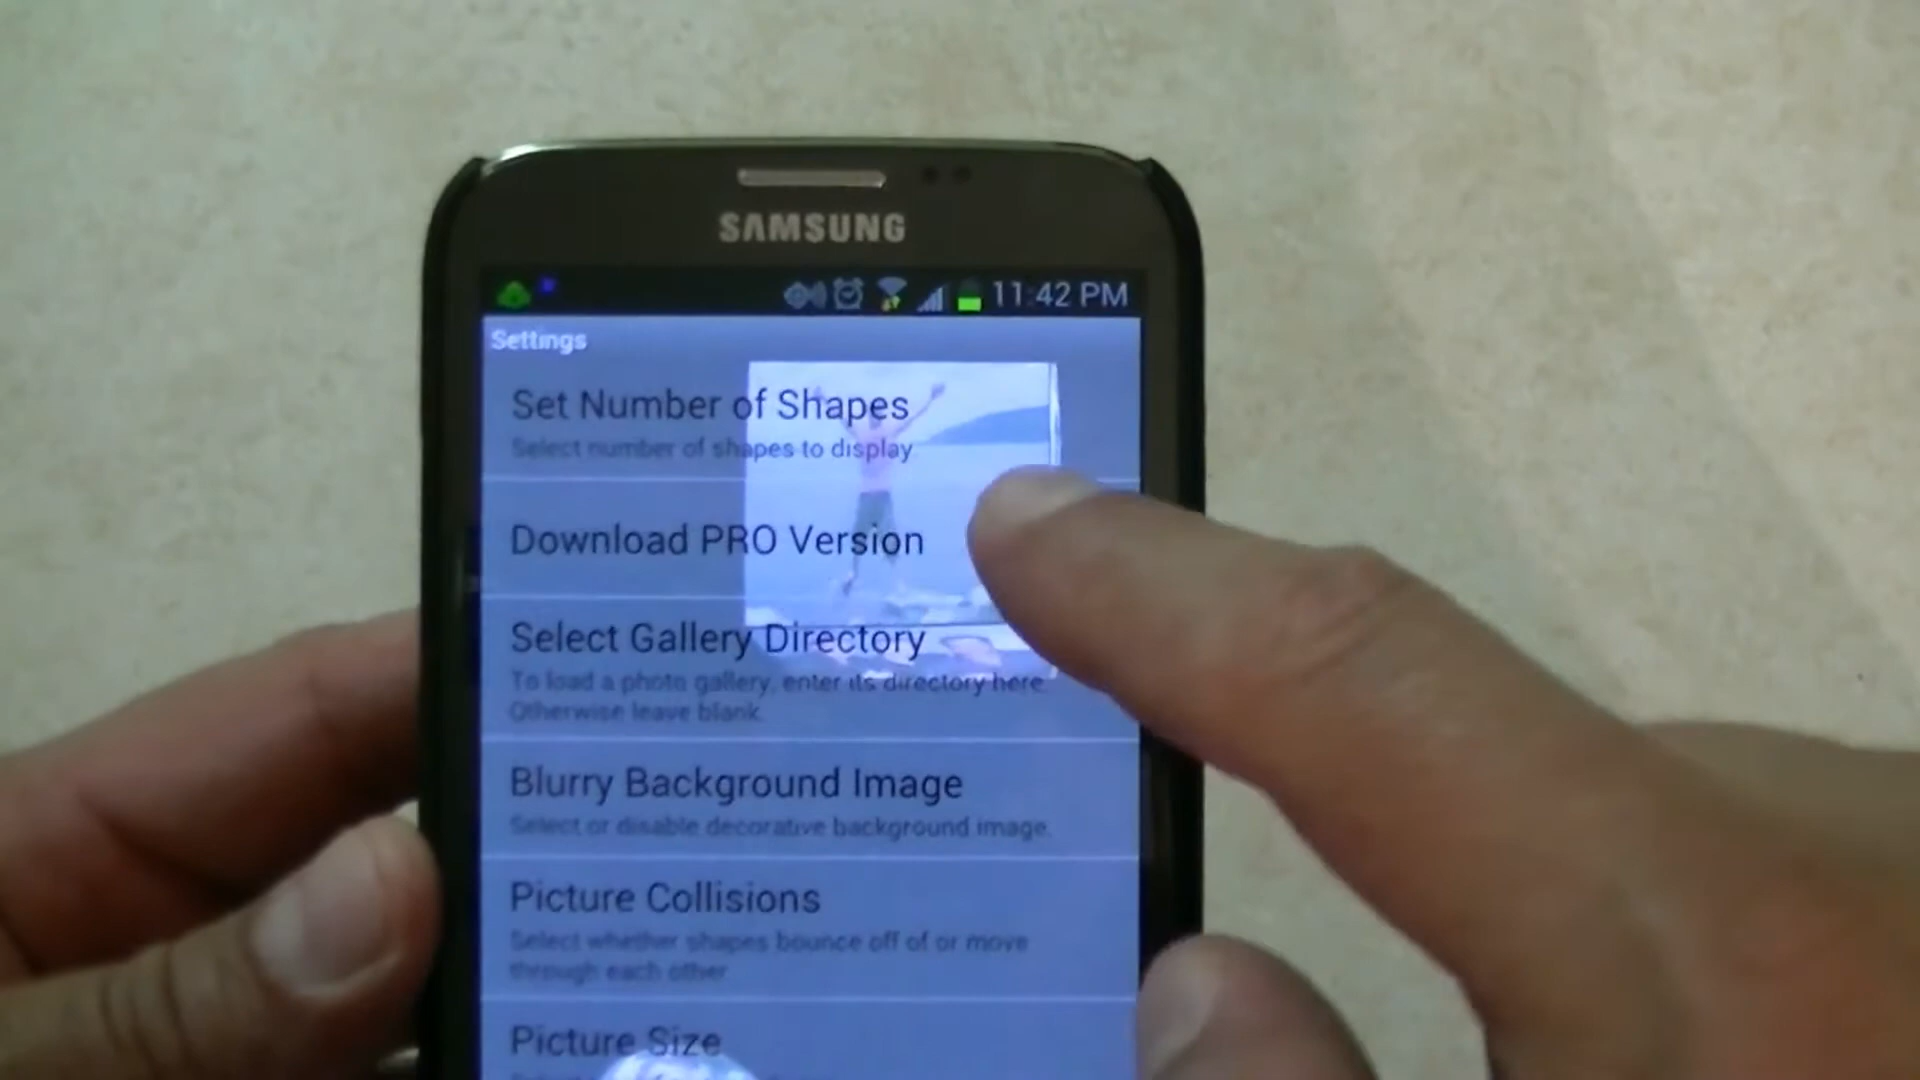 SAMSUNG
11:42 PM
Settings
Set Number of Shapes
Select number of shapes to display
Download PRO Version
Select Gallery Directory
To load a photo gallery, enter its directory here.
Otherwise leave blank.
Blurry Background Image
Select or disable decorative background image.
Picture Collisions
Select whether shapes bounce off of or move
through each other
Picture Size